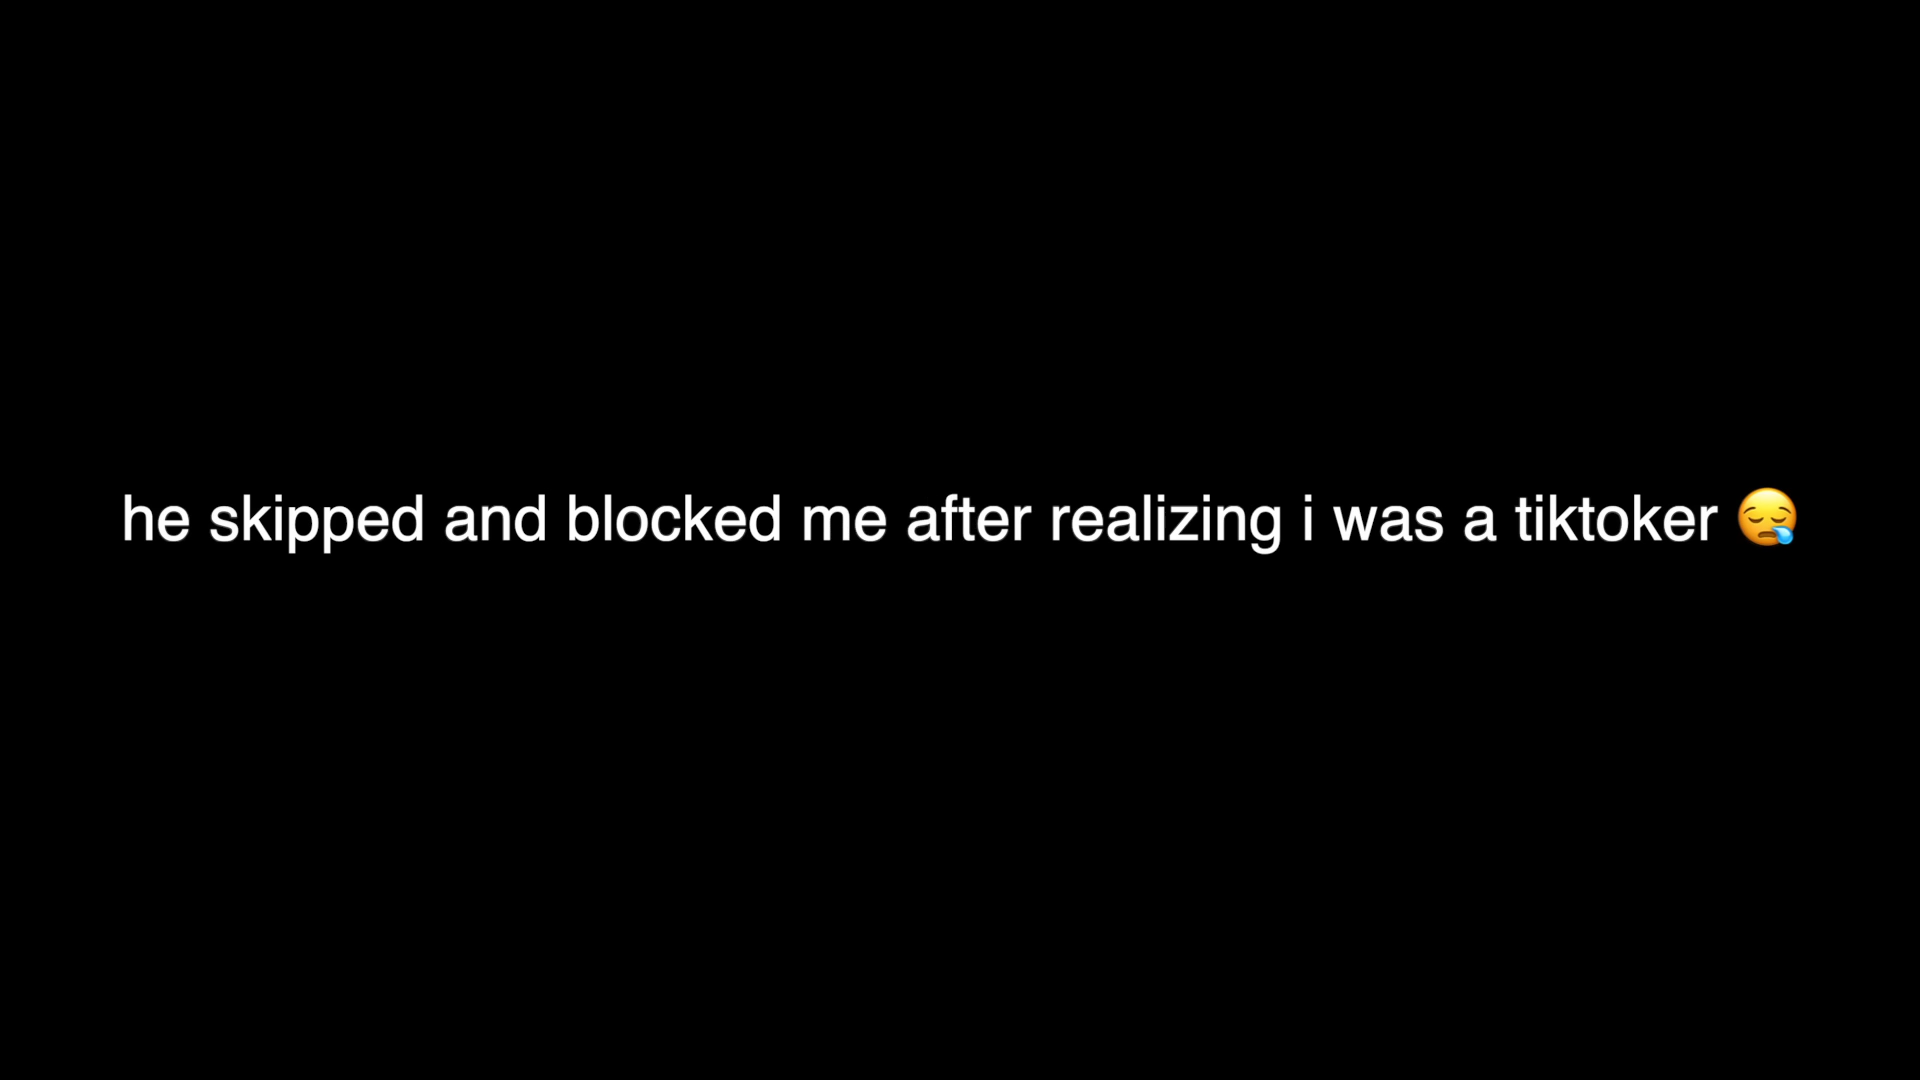 he skipped and blocked me after realizing i was a tiktoker 😪